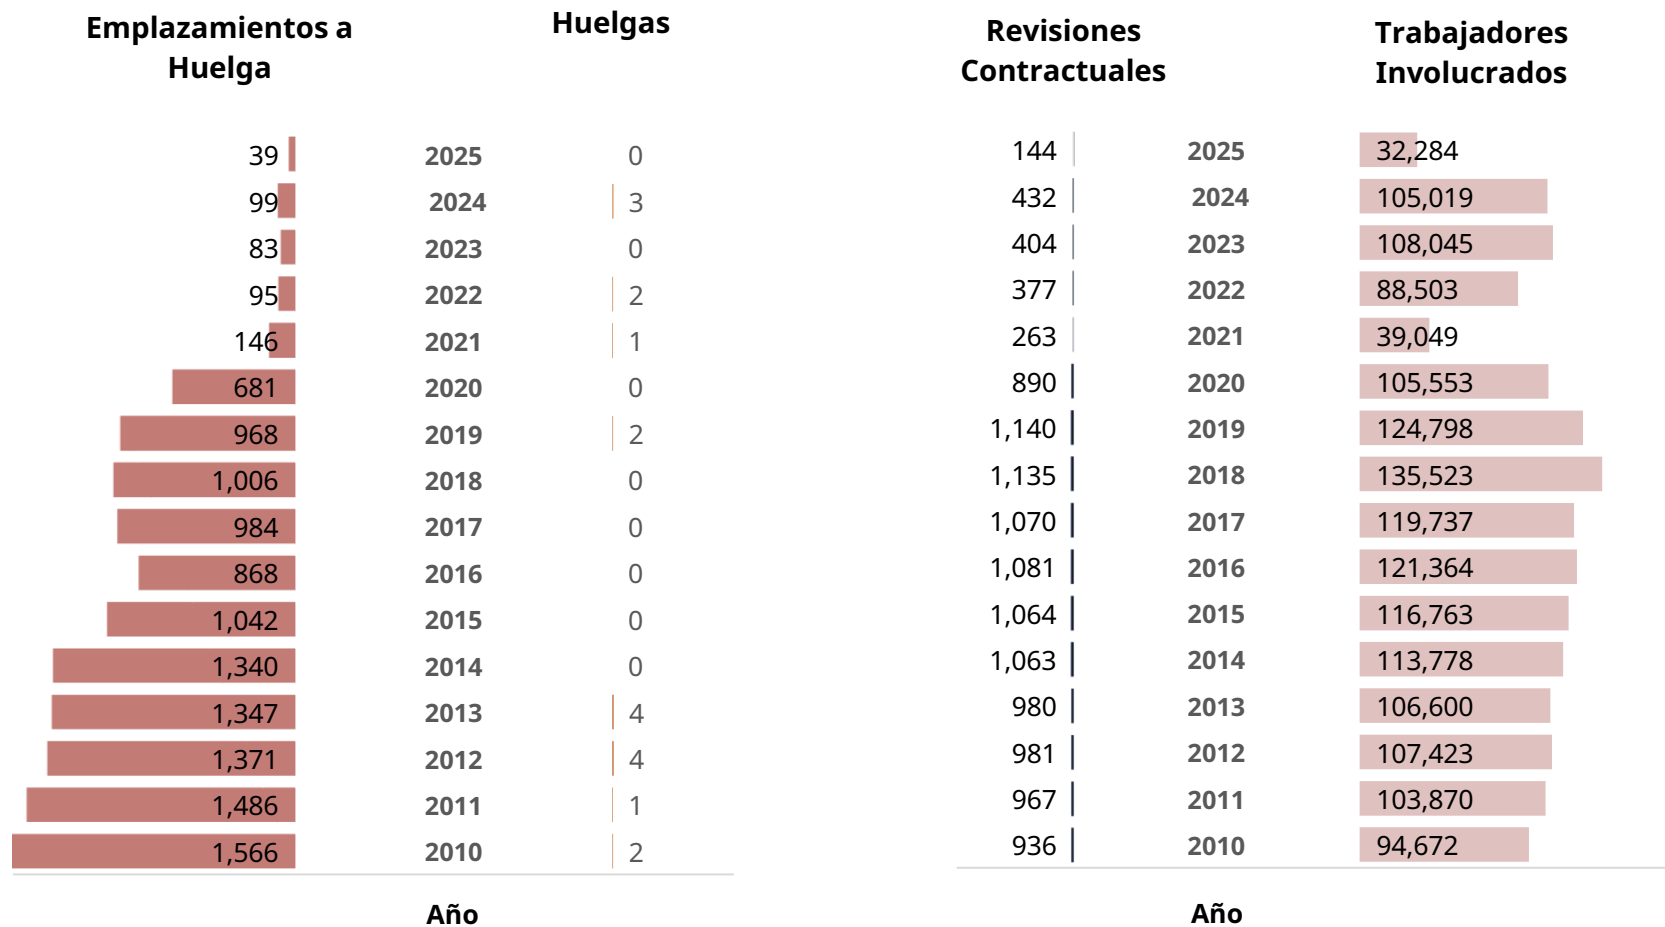 Emplazamientos a
Huelga
Huelgas
39 2025 0
99 2024 3
83 2023 0
95 2022 2
146 2021 1
681 2020 0
968 2019 2
1,006 2018 0
984 2017 0
868 2016 0
1,042 2015 0
1,340 2014 0
1,347 2013 4
1,371 2012 4
1,486 2011 1
1,566 2010 2
Año
Revisiones
Contractuales
Trabajadores
Involucrados
144 2025 32,284
432 2024 105,019
404 2023 108,045
377 2022 88,503
263 2021 39,049
890 2020 105,553
1,140 2019 124,798
1,135 2018 135,523
1,070 2017 119,737
1,081 2016 121,364
1,064 2015 116,763
1,063 2014 113,778
980 2013 106,600
981 2012 107,423
967 2011 103,870
936 2010 94,672
Año